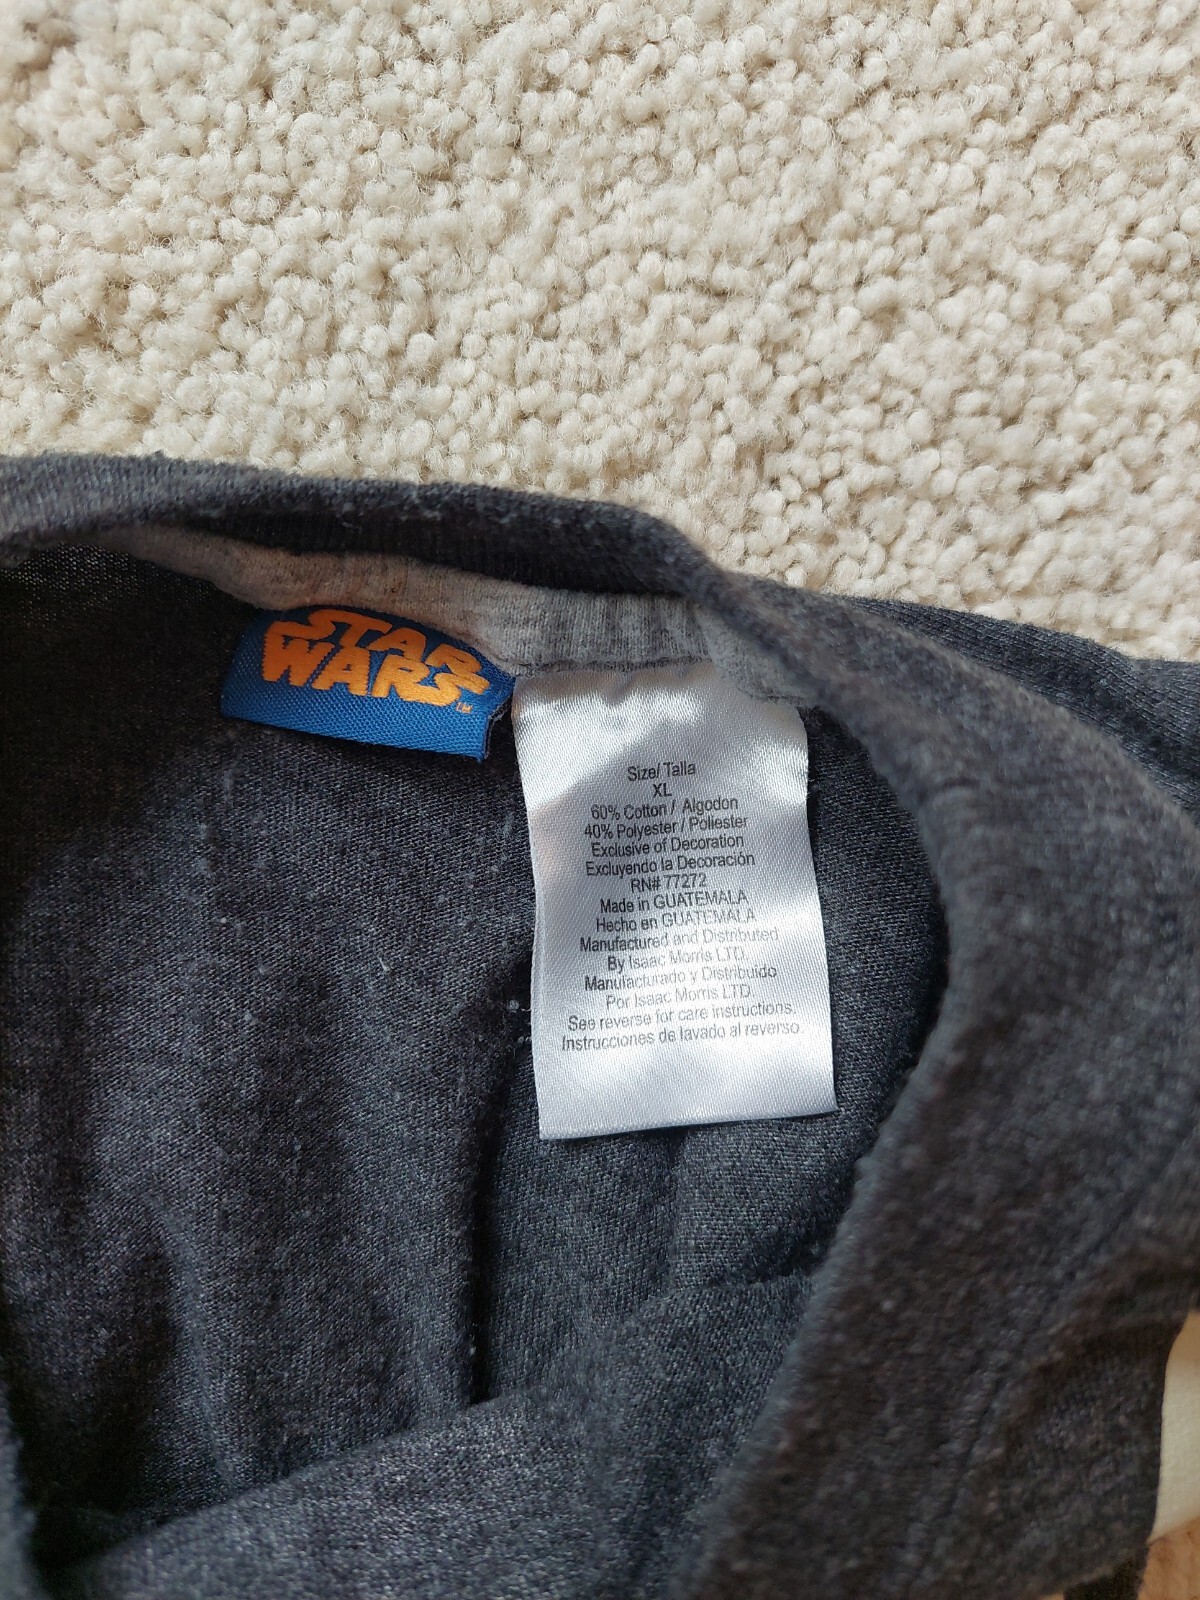 STAR
WARS
TM
Size/ Talla
XL
60% Cotton / Algodon
40% Polyester / Poliester
Exclusive of Decoration
Excluyendo la Decoración
RN# 77272
Made in GUATEMALA
Hecho en GUATEMALA
Manufactured and Distributed
By Isaac Morris LTD.
Manufacturado y Distribuido
Por Isaac Morris LTD.
See reverse for care instructions.
Instrucciones de lavado al reverso.